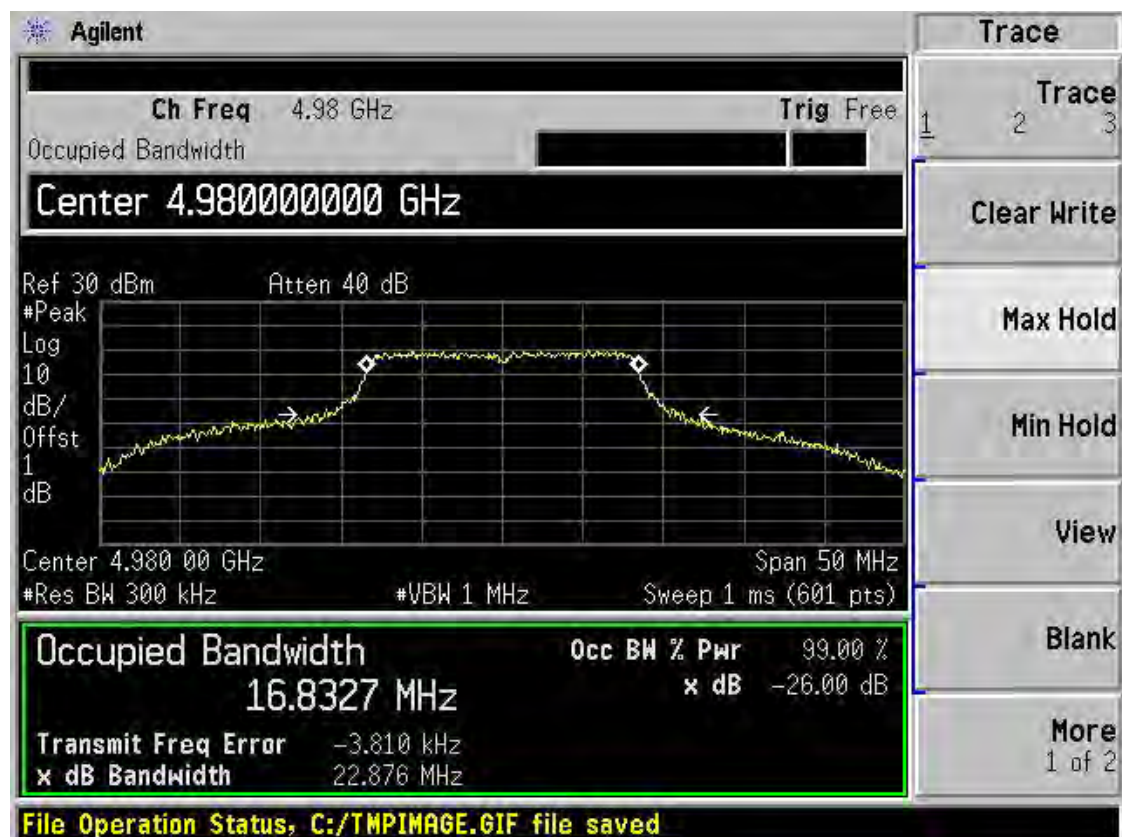 Agilent
Trace
Ch Freq 4.98 GHz
Trig Free
Occupied Bandwidth
Center 4.980000000 GHz
Ref 30 dBm
Atten 40 dB
#Peak
Log
10
dB/
Offst
1
dB
Center 4.980 00 GHz
Span 50 MHz
#Res BW 300 kHz
#VBW 1 MHz
Sweep 1 ms (601 pts)
Occupied Bandwidth
16.8327 MHz
Occ BW % Pwr 99.00 %
x dB -26.00 dB
Transmit Freq Error -3.810 kHz
x dB Bandwidth 22.876 MHz
File Operation Status, C:/TMPIMAGE.GIF file saved
Trace
1 2 3
Clear Write
Max Hold
Min Hold
View
Blank
More
1 of 2